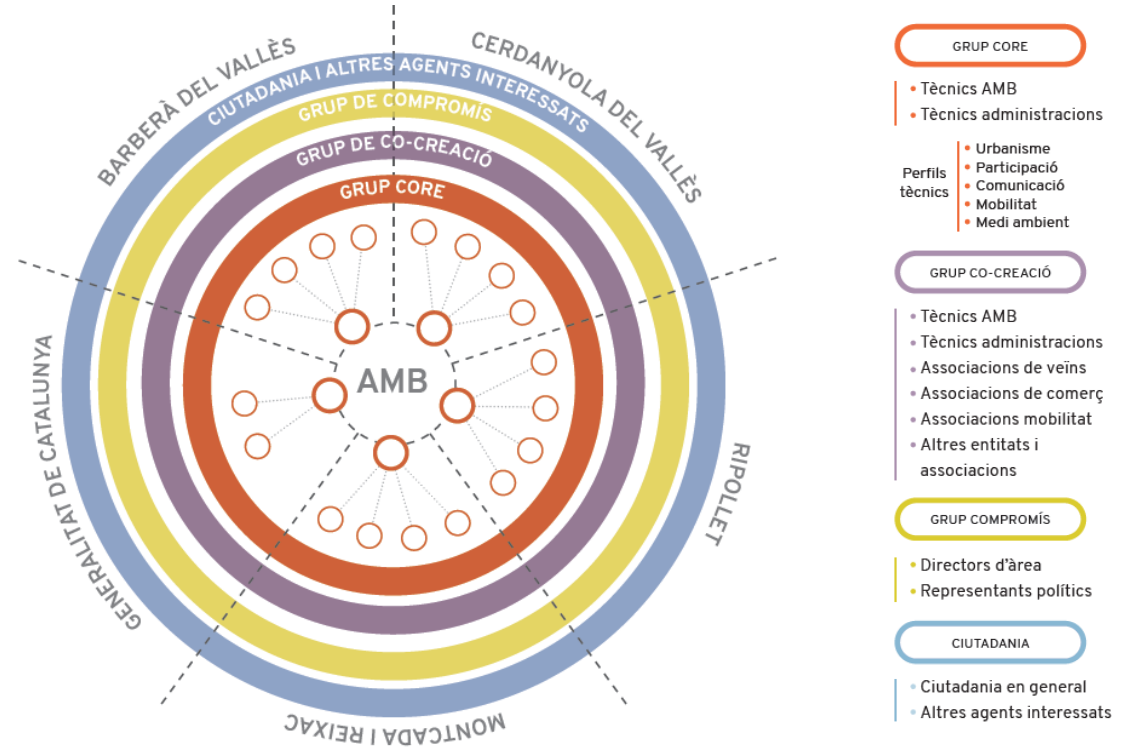 BARBERÀ DEL VALLÈS
CERDANYOLA DEL VALLÈS
CIUTADANIA I ALTRES AGENTS INTERESSATS
GRUP DE COMPROMÍS
GRUP DE CO-CREACIÓ
GRUP CORE
AMB
GENERALITAT DE CATALUNYA
RIPOLLET
MONTCADA I REIXAC
GRUP CORE
• Tècnics AMB
• Tècnics administracions
Perfils
tècnics
• Urbanisme
• Participació
• Comunicació
• Mobilitat
• Medi ambient
GRUP CO-CREACIÓ
• Tècnics AMB
• Tècnics administracions
• Associacions de veïns
• Associacions de comerç
• Associacions mobilitat
• Altres entitats i
associacions
GRUP COMPROMÍS
• Directors d'àrea
• Representants polítics
CIUTADANIA
• Ciutadania en general
• Altres agents interessats